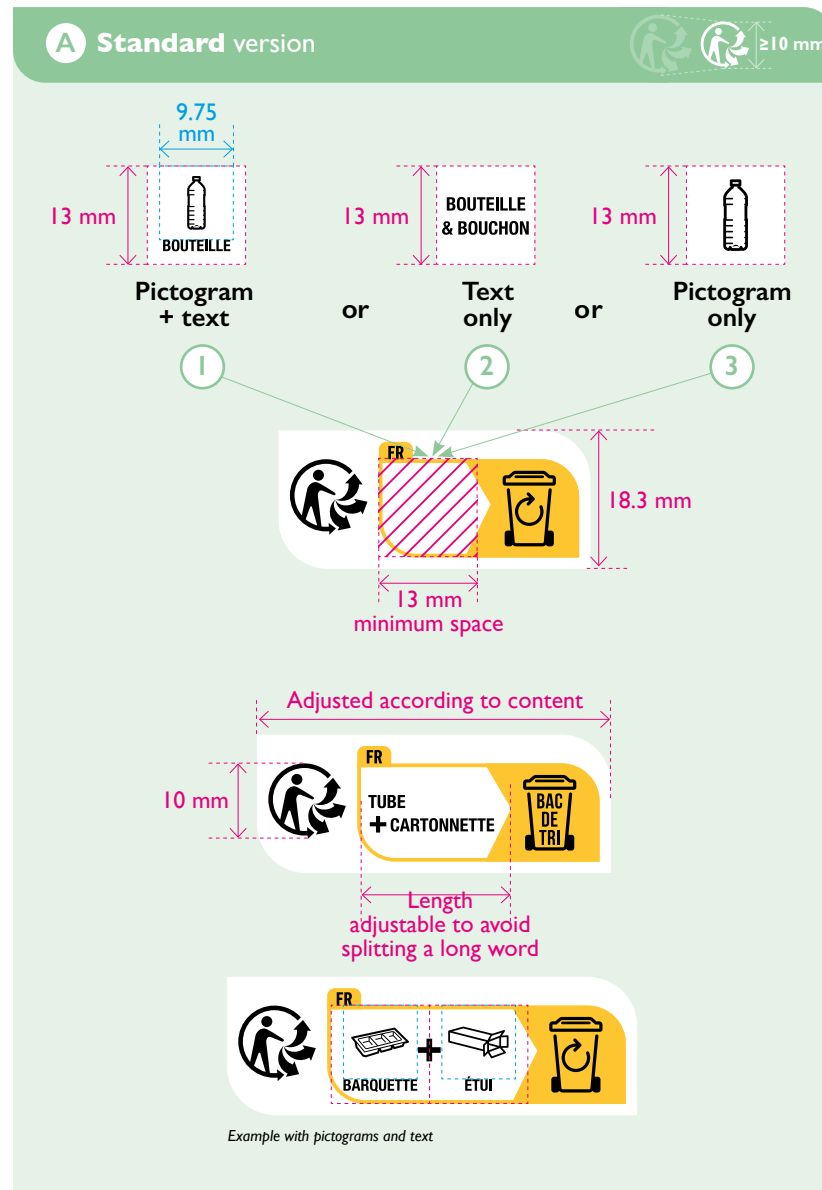 A Standard version
≥10 mm
9.75
mm
13 mm
BOUTEILLE
13 mm
BOUTEILLE
& BOUCHON
13 mm
Pictogram
+ text
or
Text
only
or
Pictogram
only
1
2
3
FR
18.3 mm
13 mm
minimum space
Adjusted according to content
FR
10 mm
TUBE
+ CARTONNETTE
BAC
DE
TRI
Length
adjustable to avoid
splitting a long word
FR
+
BARQUETTE
ÉTUI
Example with pictograms and text